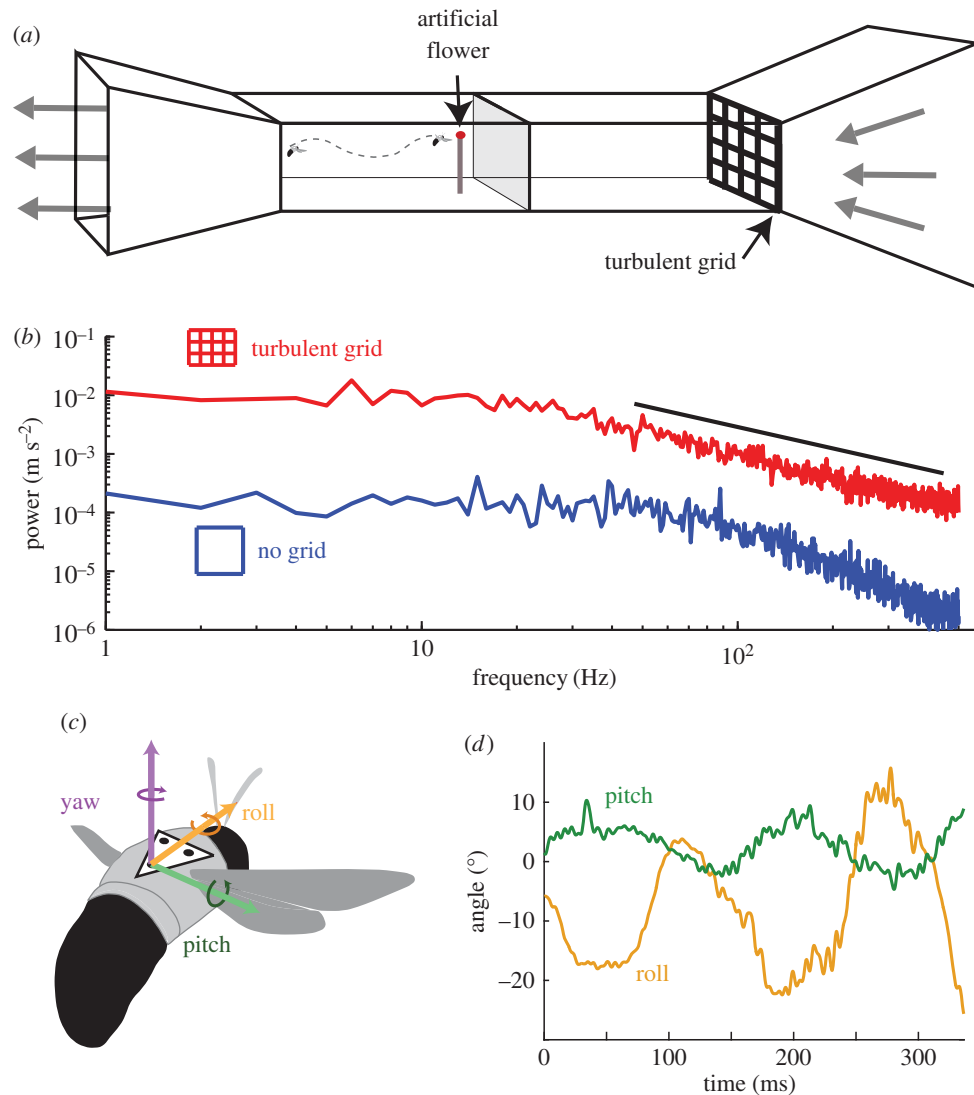 (a)
artificial
flower
turbulent grid
(b)
10⁻¹
10⁻²
10⁻³
10⁻⁴
10⁻⁵
10⁻⁶
power (m s⁻²)
turbulent grid
no grid
1
10
10²
frequency (Hz)
(c)
yaw
roll
pitch
(d)
10
0
−10
−20
angle (°)
pitch
roll
0
100
200
300
time (ms)